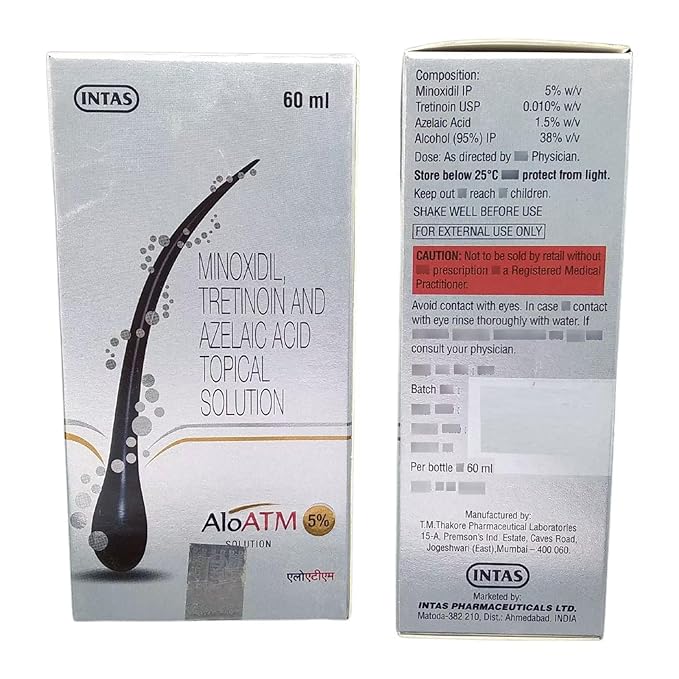 INTAS
60 ml
MINOXIDIL,
TRETINOIN AND
AZELAIC ACID
TOPICAL
SOLUTION
AloATM 5%
SOLUTION
एलोएटीएम
Composition:
Minoxidil IP 5% w/v
Tretinoin USP 0.010% w/v
Azelaic Acid 1.5% w/v
Alcohol (95%) IP 38% v/v
Dose: As directed by Physician.
Store below 25°C protect from light.
Keep out reach children.
SHAKE WELL BEFORE USE
FOR EXTERNAL USE ONLY
CAUTION: Not to be sold by retail without
prescription a Registered Medical
Practitioner.
Avoid contact with eyes. In case contact
with eye rinse thoroughly with water. If
consult your physician.
Batch
Per bottle 60 ml
Manufactured by:
T.M.Thakore Pharmaceutical Laboratories
15-A, Premson's Ind. Estate, Caves Road,
Jogeshwari (East),Mumbai – 400 060.
INTAS
Marketed by:
INTAS PHARMACEUTICALS LTD.
Matoda-382 210, Dist.: Ahmedabad, INDIA